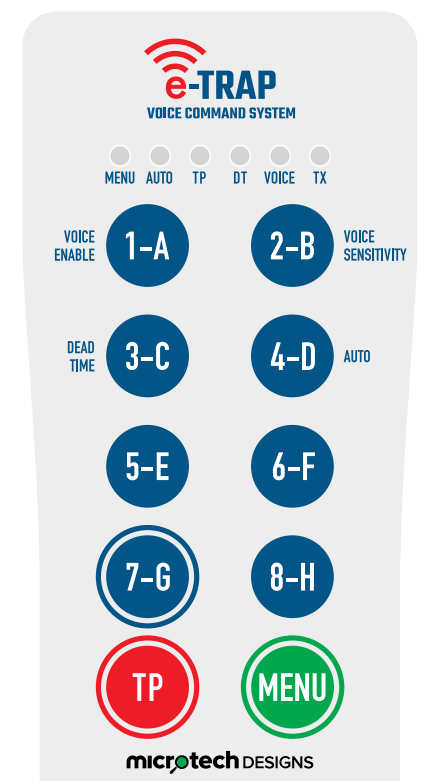 e-TRAP
VOICE COMMAND SYSTEM
MENU AUTO TP DT VOICE TX
VOICE
ENABLE
1-A
2-B
VOICE
SENSITIVITY
DEAD
TIME
3-C
4-D
AUTO
5-E
6-F
7-G
8-H
TP
MENU
microtech DESIGNS